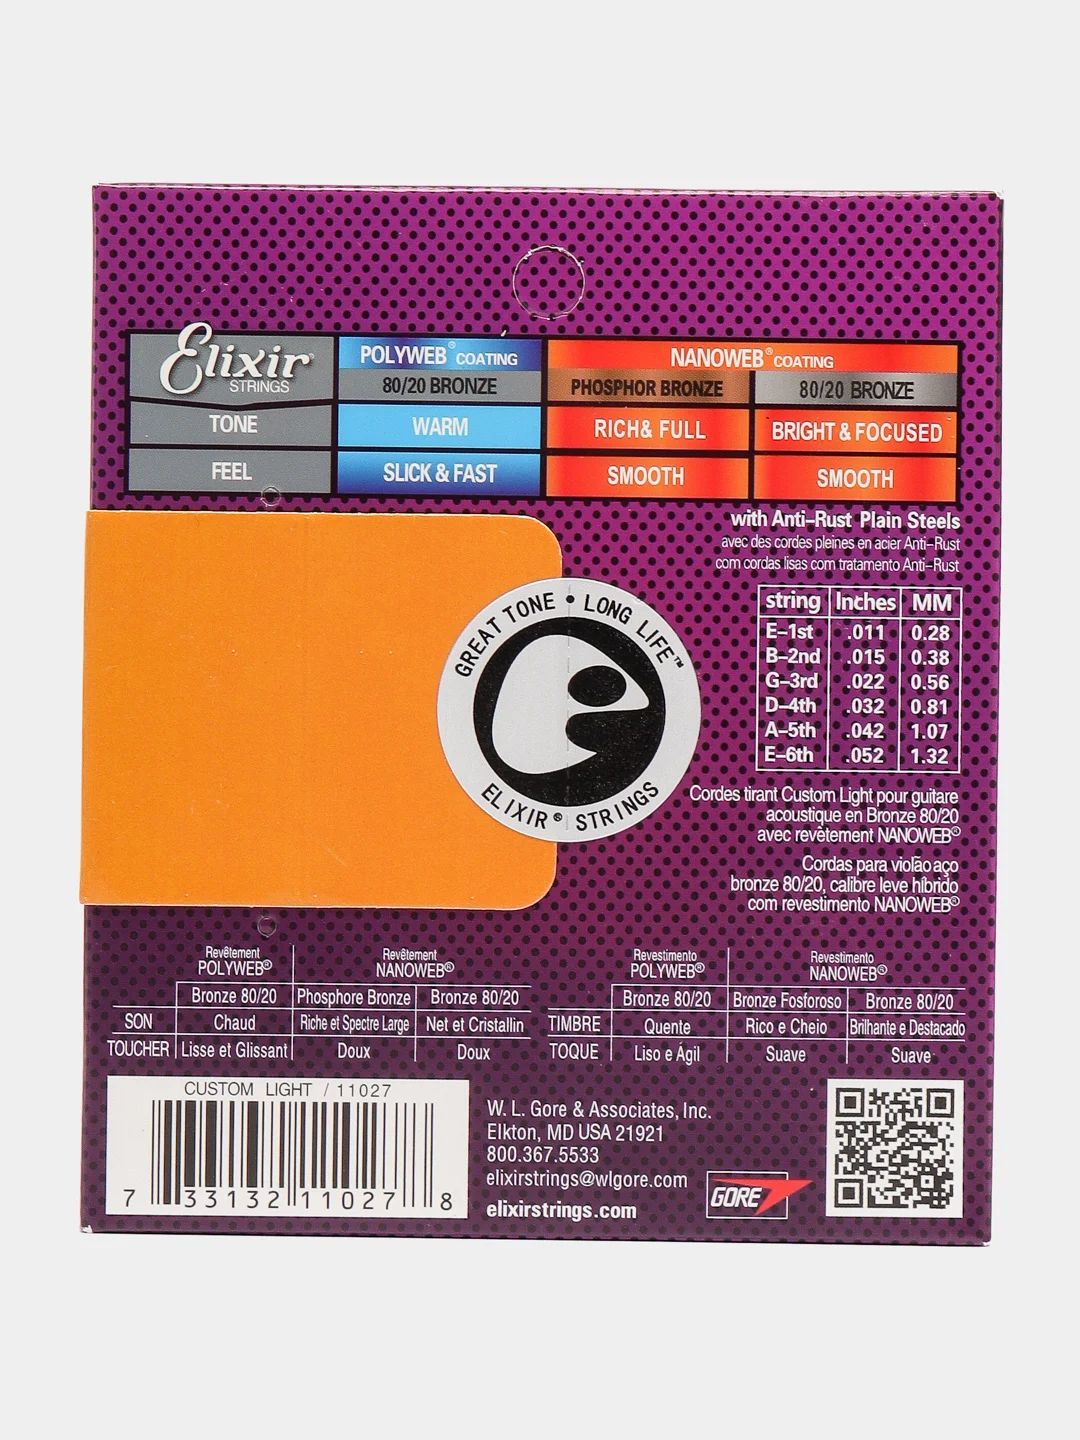 Elixir®
STRINGS
POLYWEB® COATING
NANOWEB® COATING
80/20 BRONZE
PHOSPHOR BRONZE
80/20 BRONZE
TONE
WARM
RICH& FULL
BRIGHT & FOCUSED
FEEL
SLICK & FAST
SMOOTH
SMOOTH
with Anti-Rust Plain Steels
avec des cordes pleines en acier Anti-Rust
com cordas lisas com tratamento Anti-Rust
GREAT TONE • LONG LIFE™
ELIXIR® STRINGS
string Inches MM
E-1st .011 0.28
B-2nd .015 0.38
G-3rd .022 0.56
D-4th .032 0.81
A-5th .042 1.07
E-6th .052 1.32
Cordes tirant Custom Light pour guitare
acoustique en Bronze 80/20
avec revêtement NANOWEB®
Cordas para violão aço
bronze 80/20, calibre leve híbrido
com revestimento NANOWEB®
Revêtement
POLYWEB®
Revêtement
NANOWEB®
Bronze 80/20 Phosphore Bronze Bronze 80/20
SON Chaud Riche et Spectre Large Net et Cristallin
TOUCHER Lisse et Glissant Doux Doux
Revestimento
POLYWEB®
Revestimento
NANOWEB®
Bronze 80/20 Bronze Fosforoso Bronze 80/20
TIMBRE Quente Rico e Cheio Brilhante e Destacado
TOQUE Liso e Ágil Suave Suave
CUSTOM LIGHT / 11027
7 33132 11027 8
W. L. Gore & Associates, Inc.
Elkton, MD USA 21921
800.367.5533
elixirstrings@wlgore.com
elixirstrings.com
GORE